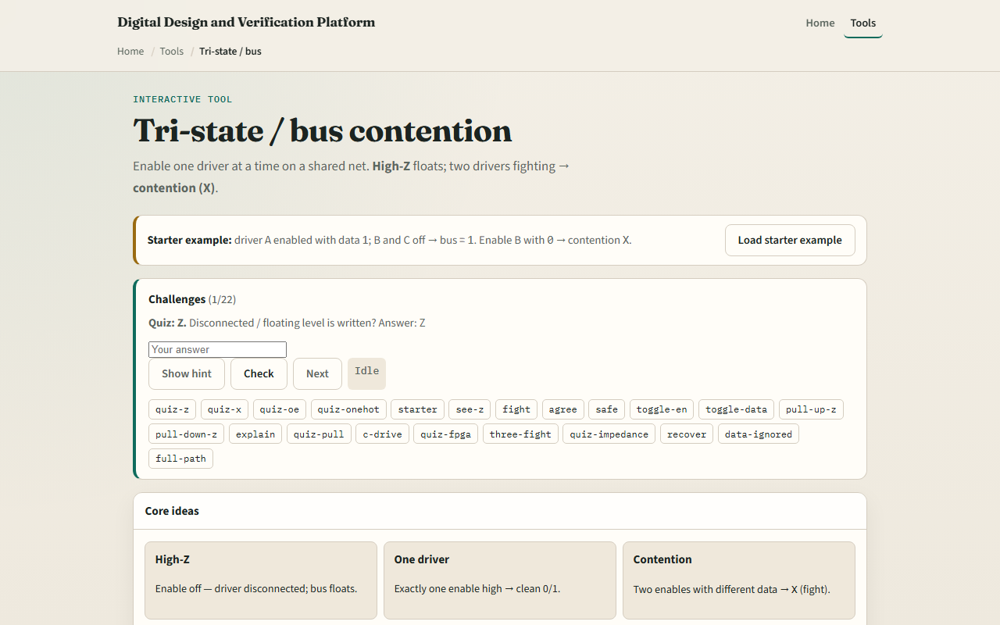 Digital Design and Verification Platform
Home Tools
Home / Tools / Tri-state / bus
INTERACTIVE TOOL
Tri-state / bus contention
Enable one driver at a time on a shared net. High-Z floats; two drivers fighting →
contention (X).
Starter example: driver A enabled with data 1; B and C off → bus = 1. Enable B with 0 → contention X.
Load starter example
Challenges (1/22)
Quiz: Z. Disconnected / floating level is written? Answer: Z
Your answer
Show hint Check Next Idle
quiz-z quiz-x quiz-oe quiz-onehot starter see-z fight agree safe toggle-en toggle-data pull-up-z
pull-down-z explain quiz-pull c-drive quiz-fpga three-fight quiz-impedance recover data-ignored
full-path
Core ideas
High-Z
Enable off — driver disconnected; bus floats.
One driver
Exactly one enable high → clean 0/1.
Contention
Two enables with different data → X (fight).